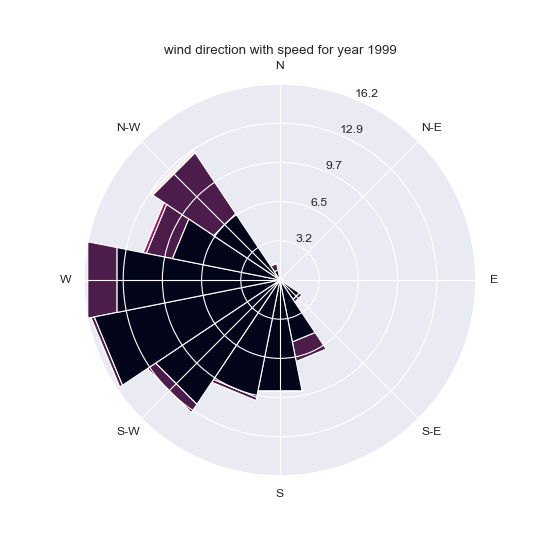 wind direction with speed for year 1999
N
16.2
N-W
N-E
12.9
9.7
6.5
3.2
W
E
S-W
S-E
S